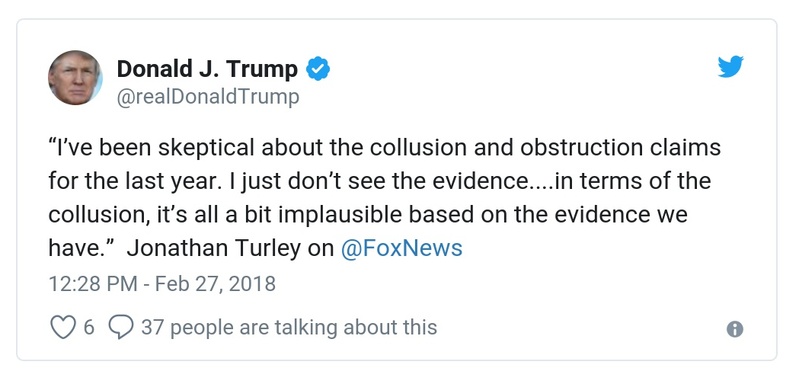 Donald J. Trump
@realDonaldTrump
“I’ve been skeptical about the collusion and obstruction claims
for the last year. I just don’t see the evidence....in terms of the
collusion, it’s all a bit implausible based on the evidence we
have.”  Jonathan Turley on @FoxNews
12:28 PM - Feb 27, 2018
6 37 people are talking about this